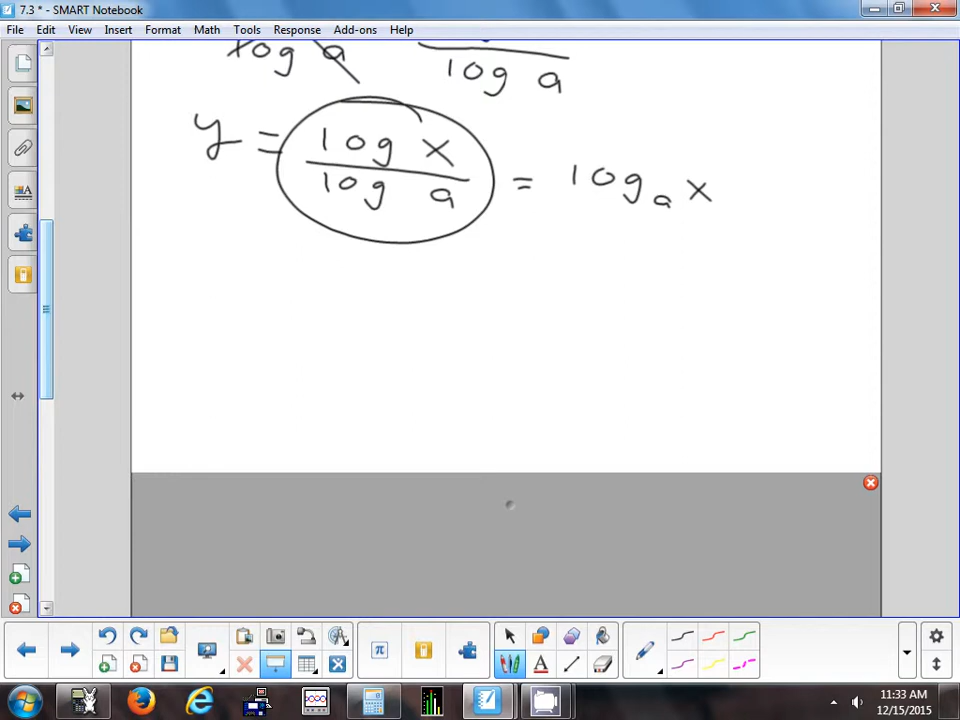 7.3 * - SMART Notebook
File Edit View Insert Format Math Tools Response Add-ons Help
log a
log a
y = log x / log a = log_a x
11:33 AM
12/15/2015